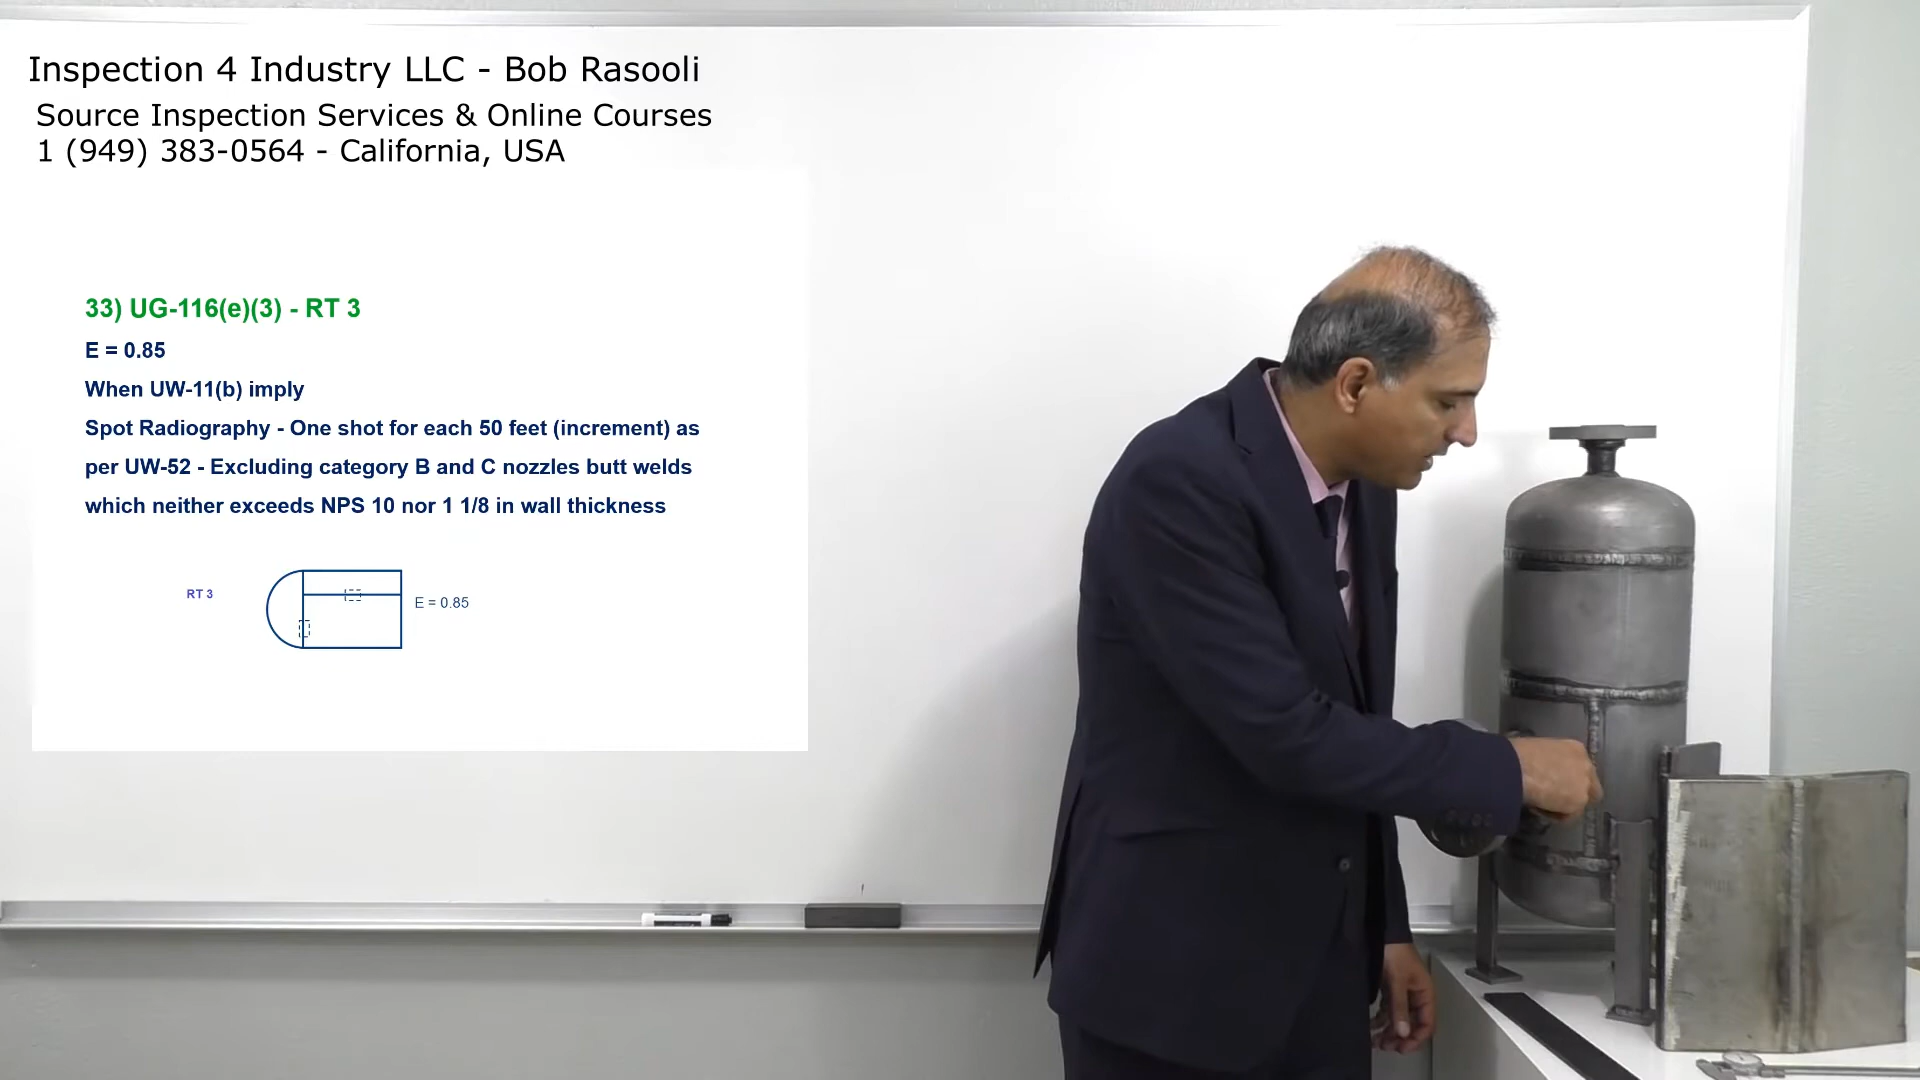 Inspection 4 Industry LLC - Bob Rasooli
Source Inspection Services & Online Courses
1 (949) 383-0564 - California, USA
33) UG-116(e)(3) - RT 3
E = 0.85
When UW-11(b) imply
Spot Radiography - One shot for each 50 feet (increment) as
per UW-52 - Excluding category B and C nozzles butt welds
which neither exceeds NPS 10 nor 1 1/8 in wall thickness
RT 3
E = 0.85